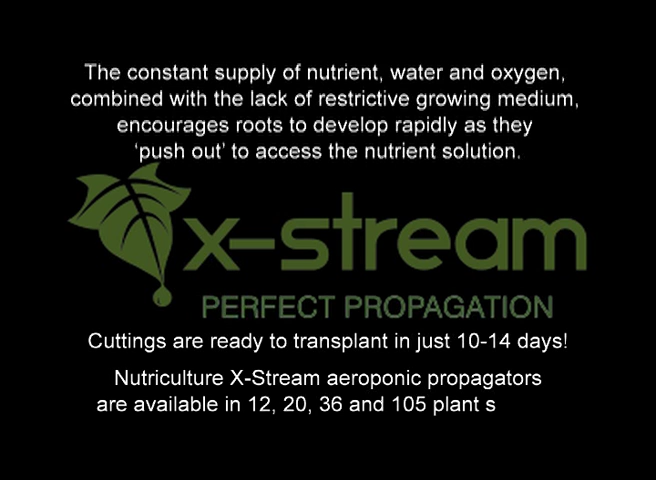 The constant supply of nutrient, water and oxygen,
combined with the lack of restrictive growing medium,
encourages roots to develop rapidly as they
‘push out’ to access the nutrient solution.
x-stream
PERFECT PROPAGATION
Cuttings are ready to transplant in just 10-14 days!
Nutriculture X-Stream aeroponic propagators
are available in 12, 20, 36 and 105 plant s